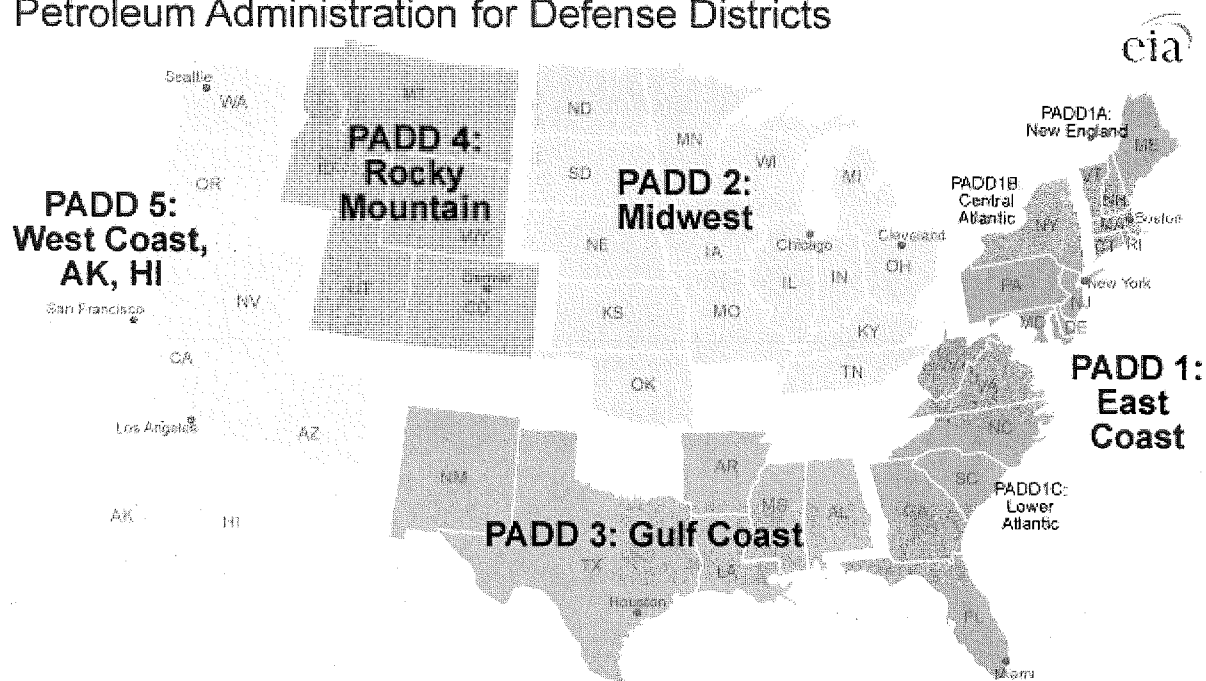 Petroleum Administration for Defense Districts
eia
Seattle
WA
MT
ND
MN
PADD1A:
New England
ME
PADD 4:
Rocky
Mountain
ID
OR
SD
WI
MI
PADD 2:
Midwest
PADD1B:
Central
Atlantic
VT
NH
NY
MA
Boston
CT
RI
PADD 5:
West Coast,
AK, HI
WY
NE
IA
Chicago
Cleveland
OH
IL
IN
PA
New York
NJ
San Francisco
NV
UT
Denver
CO
KS
MO
KY
MD
DE
CA
OK
TN
VA
PADD 1:
East
Coast
Los Angeles
AZ
NC
NM
AR
SC
PADD1C:
Lower
Atlantic
AK
HI
MS
AL
GA
PADD 3: Gulf Coast
TX
LA
Houston
FL
Miami